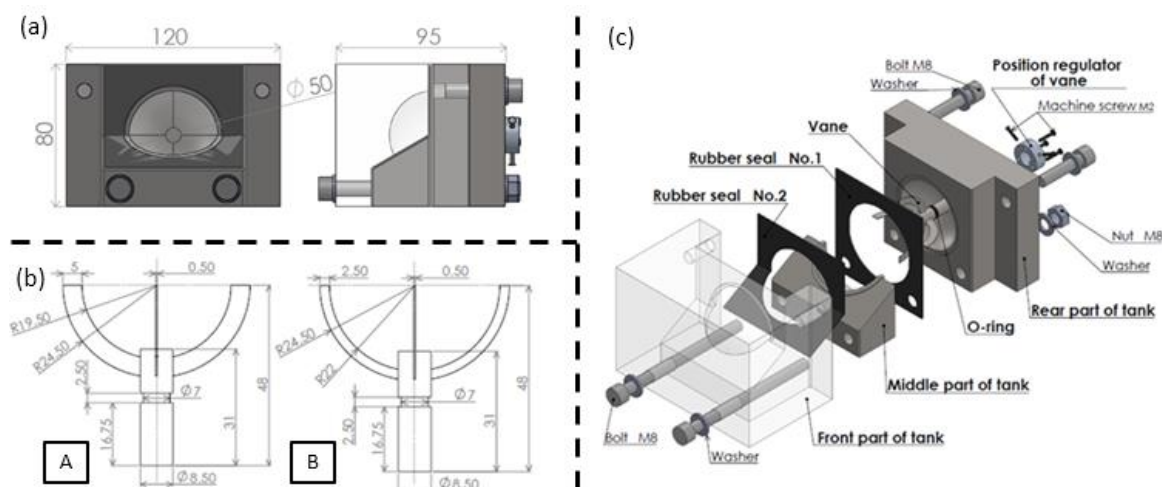 (a)
120
95
80
Ø 50
(b)
5
0.50
R19.50
R24.50
2.50
16.75
Ø7
31
48
Ø8.50
A
2.50
0.50
R24.50
R22
2.50
16.75
Ø7
31
48
Ø8.50
B
(c)
Bolt M8
Washer
Position regulator
of vane
Machine screw M2
Vane
Rubber seal No.1
Rubber seal No.2
Nut M8
Washer
Rear part of tank
O-ring
Middle part of tank
Front part of tank
Bolt M8
Washer